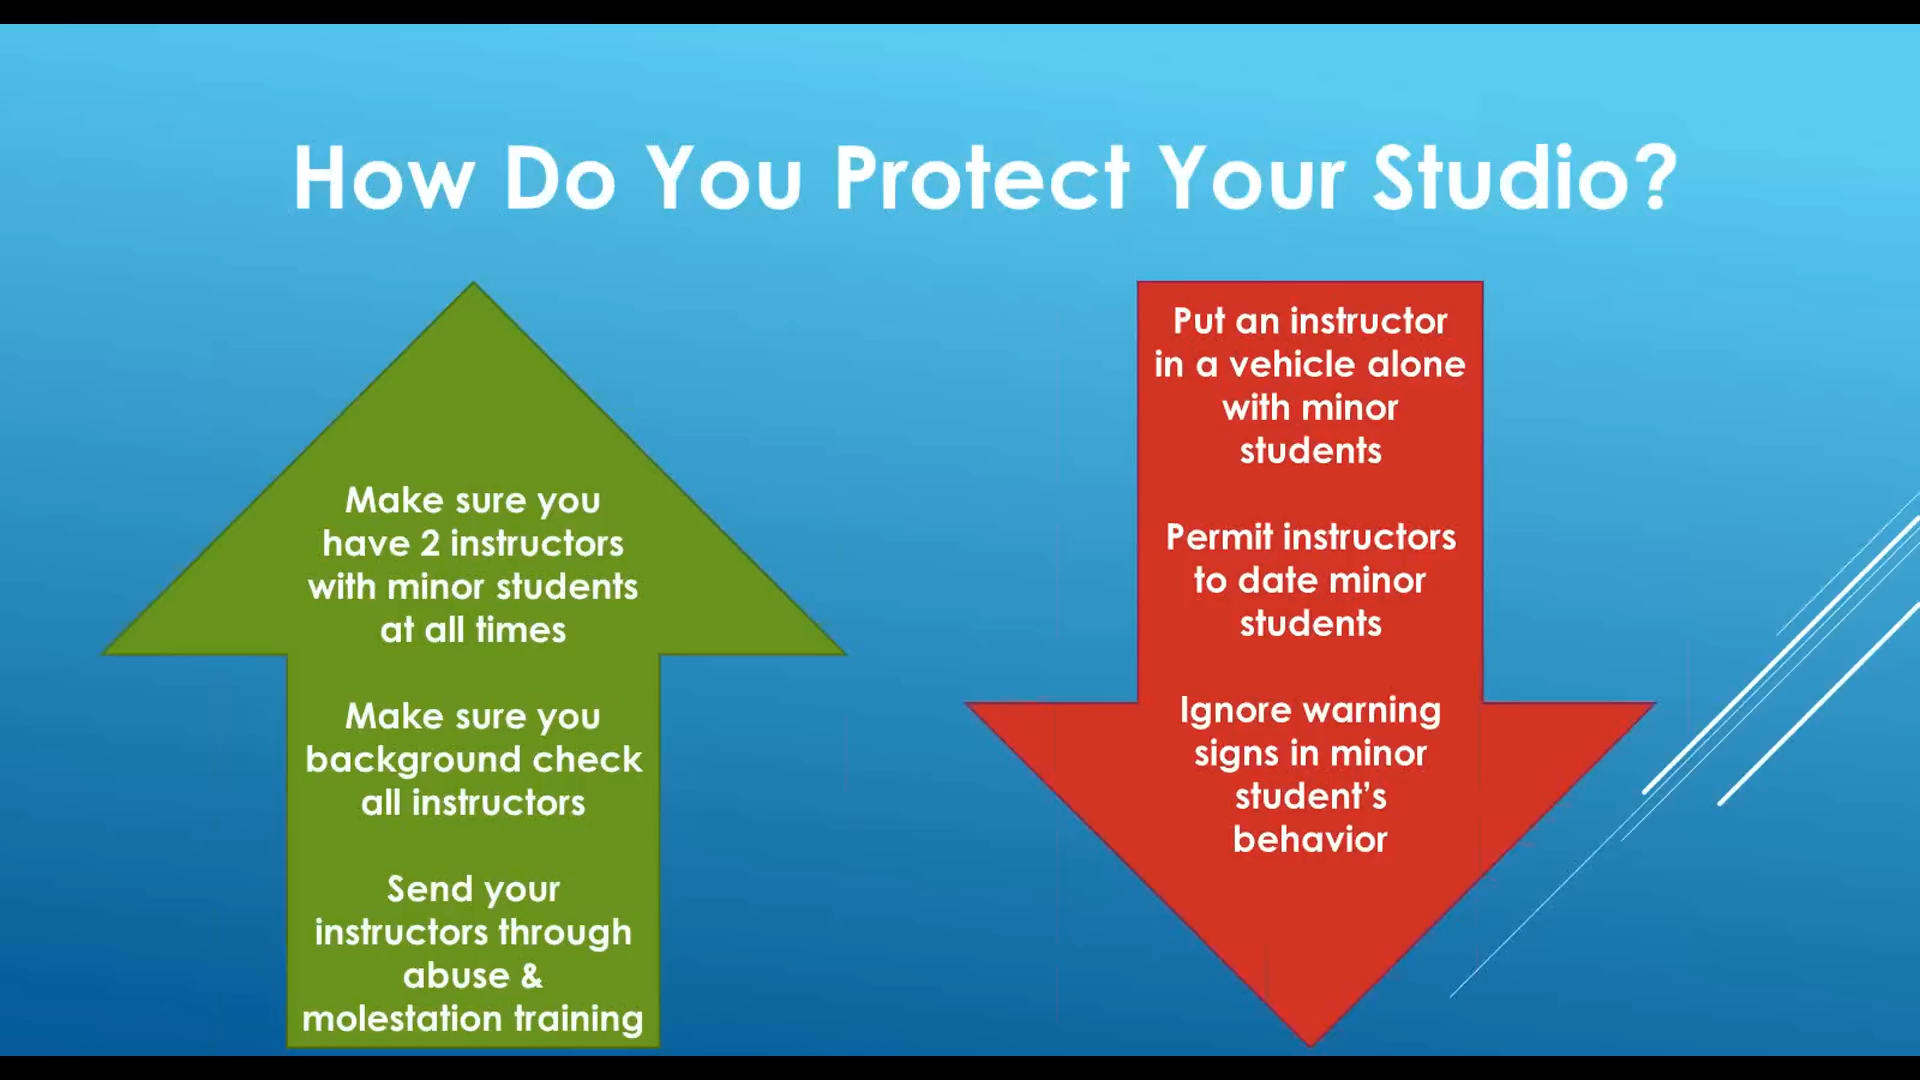 How Do You Protect Your Studio?
Make sure you
have 2 instructors
with minor students
at all times
Make sure you
background check
all instructors
Send your
instructors through
abuse &
molestation training
Put an instructor
in a vehicle alone
with minor
students
Permit instructors
to date minor
students
Ignore warning
signs in minor
student’s
behavior